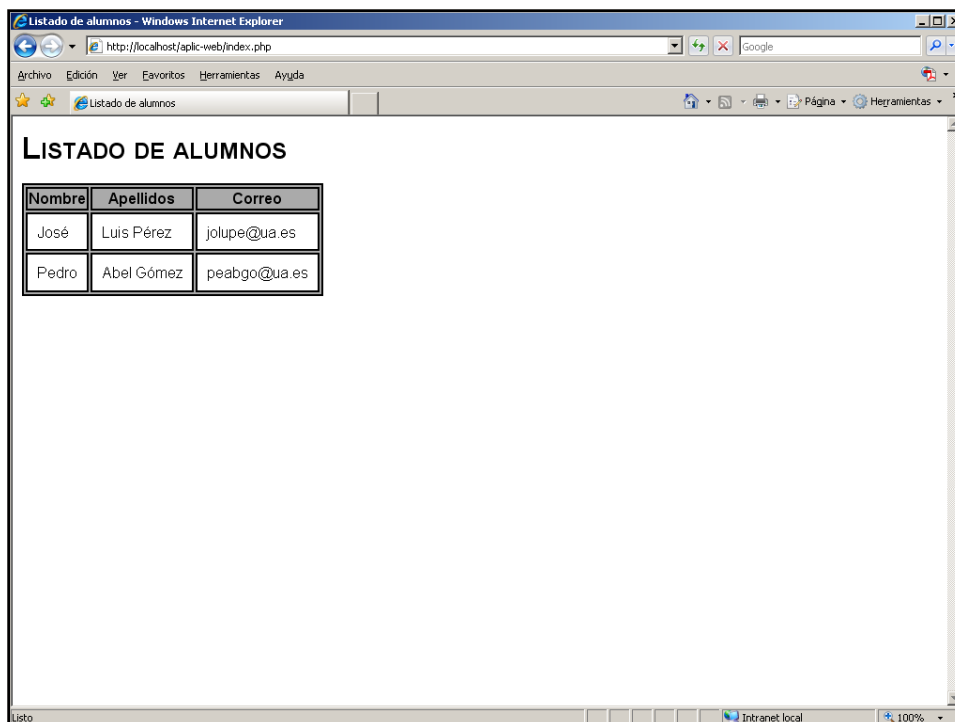 Listado de alumnos - Windows Internet Explorer
http://localhost/aplic-web/index.php
Google
Archivo Edición Ver Favoritos Herramientas Ayuda
Listado de alumnos
Página Herramientas
LISTADO DE ALUMNOS
Nombre Apellidos Correo
José Luis Pérez jolupe@ua.es
Pedro Abel Gómez peabgo@ua.es
Listo Intranet local 100%